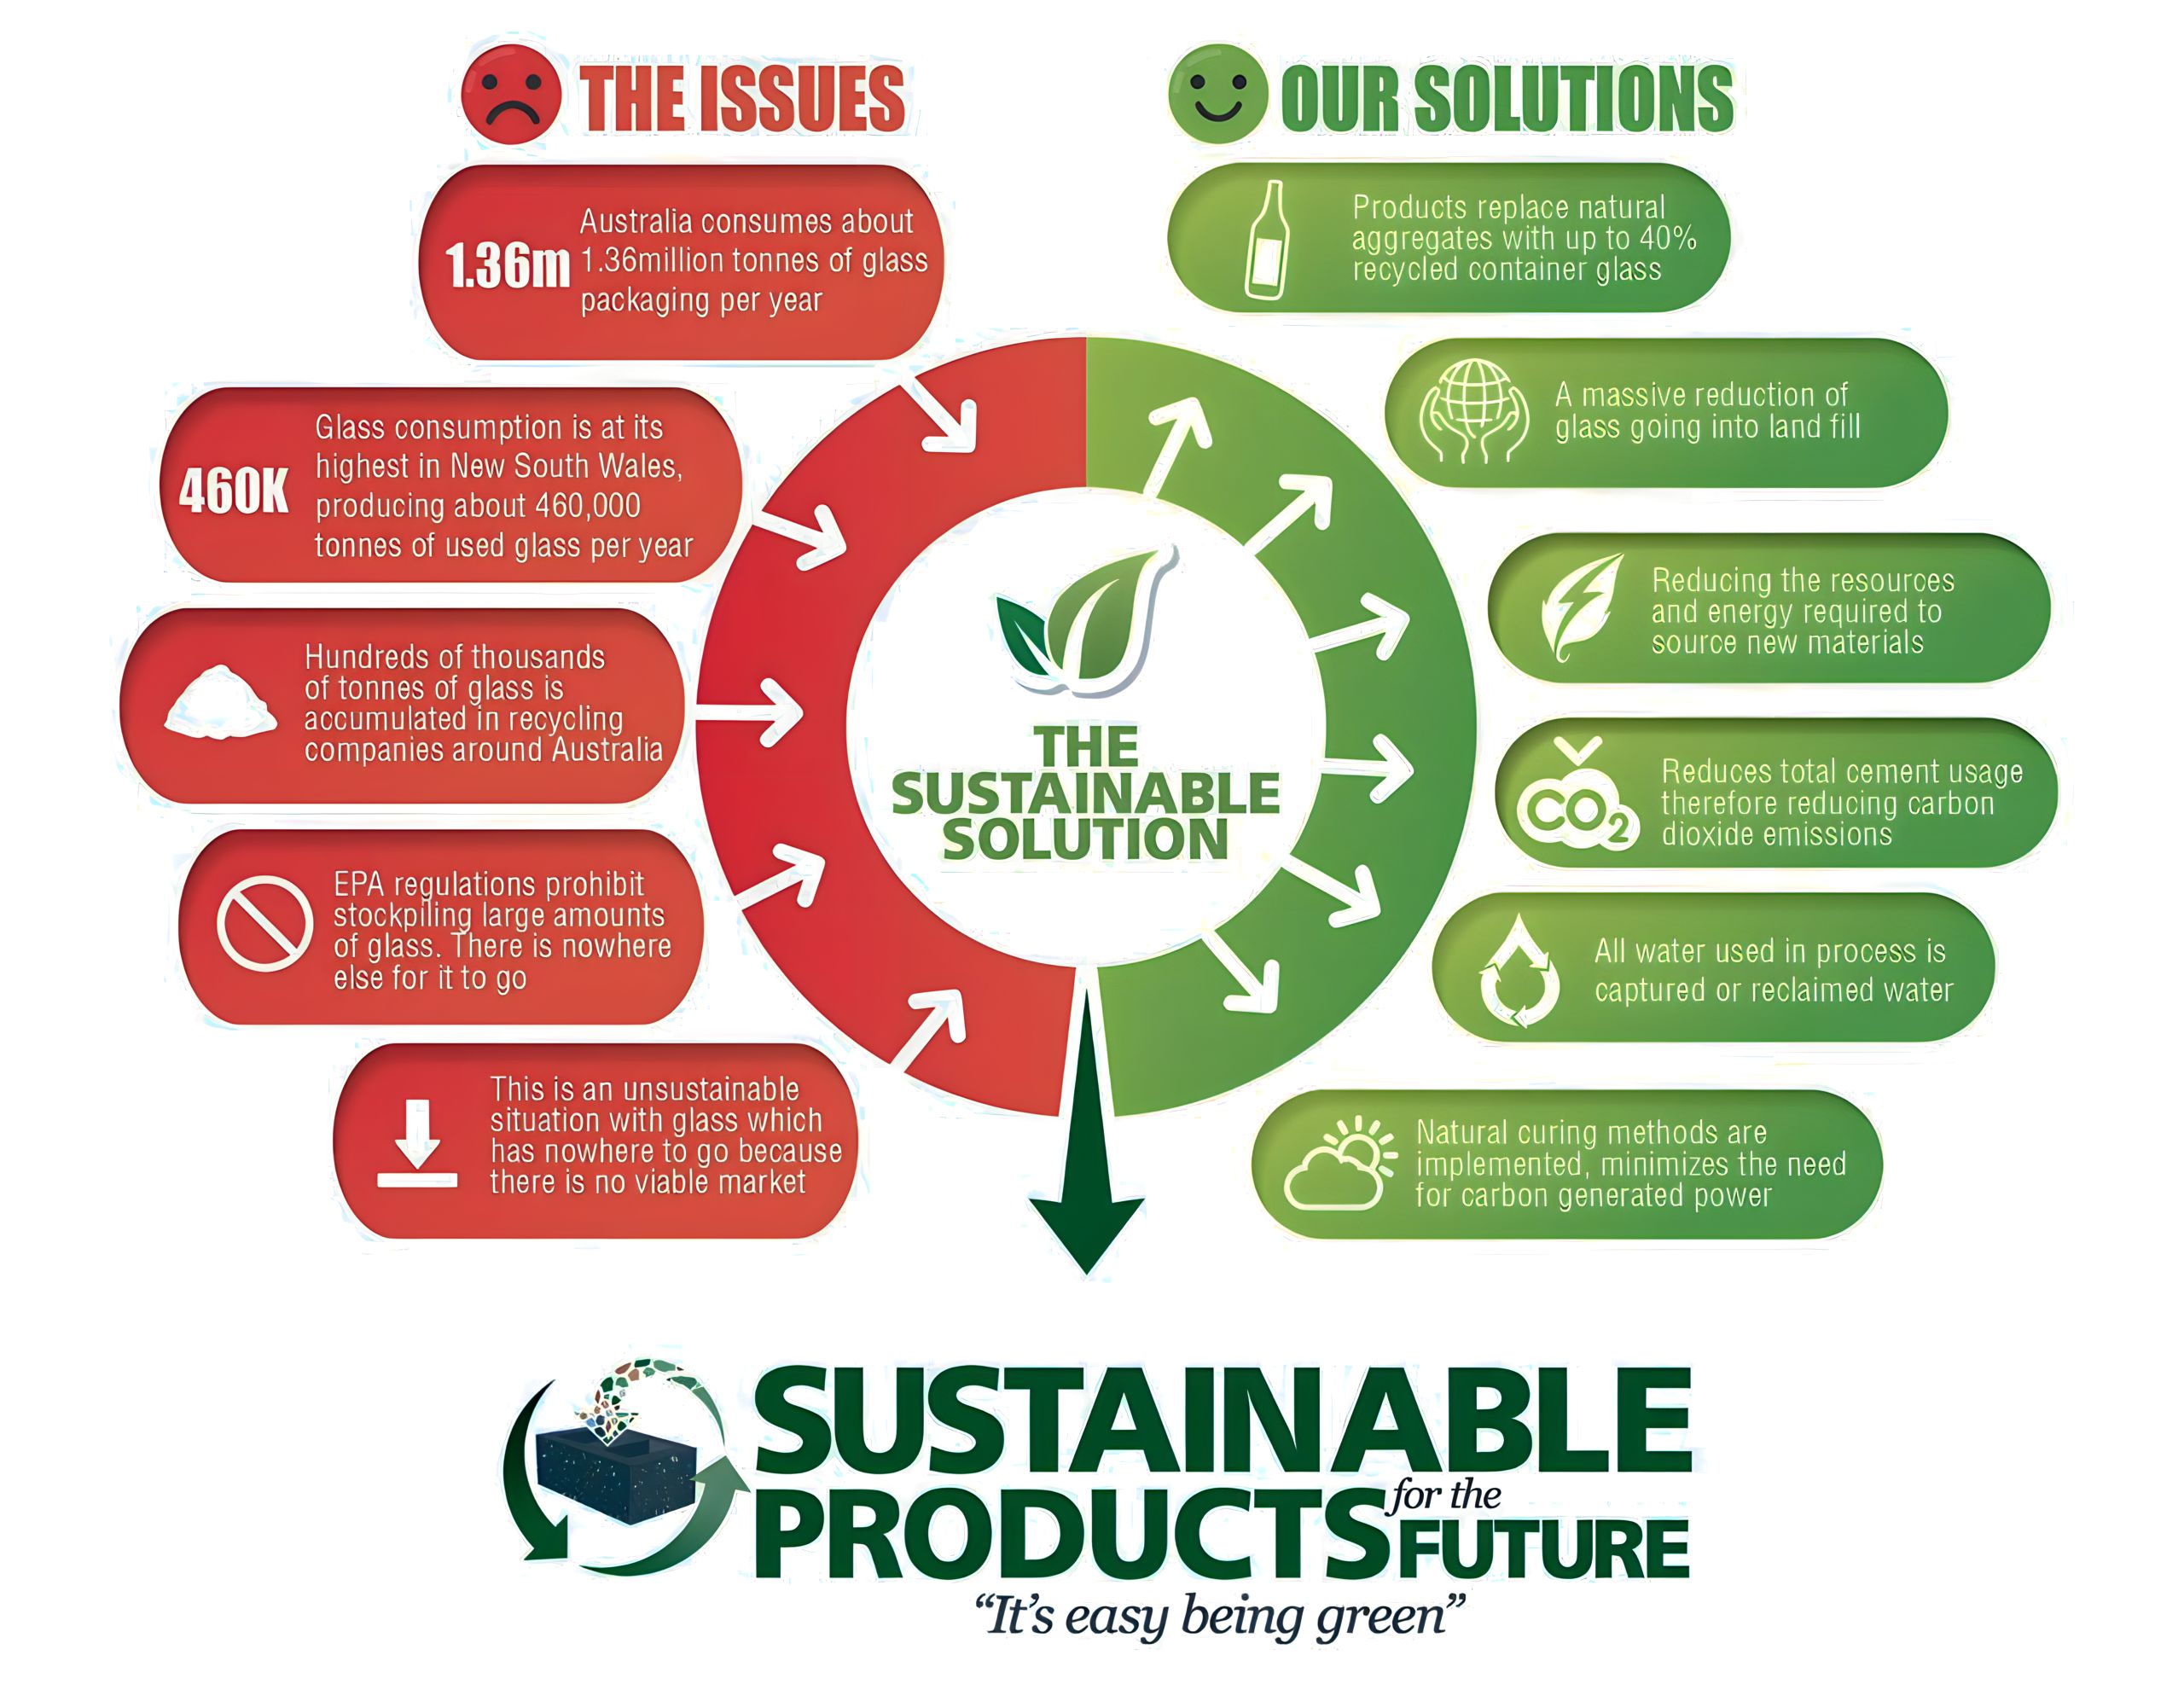 THE ISSUES
1.36m
Australia consumes about
1.36million tonnes of glass
packaging per year
460K
Glass consumption is at its
highest in New South Wales,
producing about 460,000
tonnes of used glass per year
Hundreds of thousands
of tonnes of glass is
accumulated in recycling
companies around Australia
EPA regulations prohibit
stockpiling large amounts
of glass. There is nowhere
else for it to go
This is an unsustainable
situation with glass which
has nowhere to go because
there is no viable market
OUR SOLUTIONS
Products replace natural
aggregates with up to 40%
recycled container glass
A massive reduction of
glass going into land fill
Reducing the resources
and energy required to
source new materials
CO2
Reduces total cement usage
therefore reducing carbon
dioxide emissions
All water used in process is
captured or reclaimed water
Natural curing methods are
implemented, minimizes the need
for carbon generated power
THE
SUSTAINABLE
SOLUTION
SUSTAINABLE
PRODUCTS for the FUTURE
“It’s easy being green”